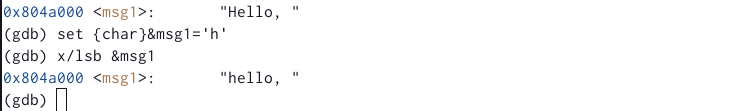 0x804a000 <msg1>:	"Hello, "
(gdb) set {char}&msg1='h'
(gdb) x/1sb &msg1
0x804a000 <msg1>:	"hello, "
(gdb)